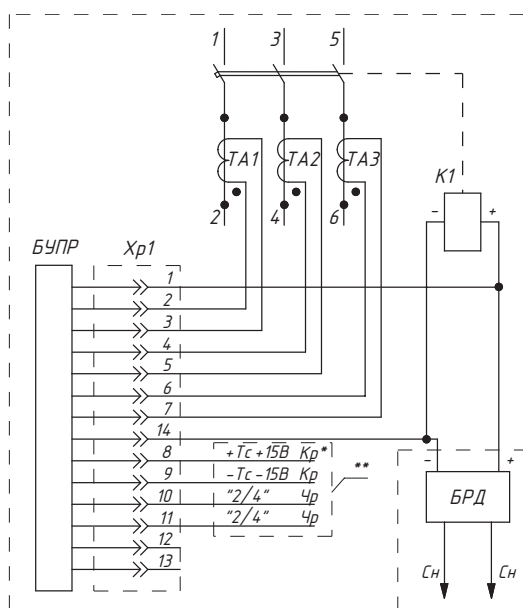 1 3 5
ТА1 ТА2 ТА3
К1
2 4 6
- +
БУПР Хр1
1
2
3
4
5
6
7
14
8 +Тс +15В Кр*
9 -Тс -15В Кр
10 "2/4" Чр
11 "2/4" Чр
12
13
**
- +
БРД
Сн Сн